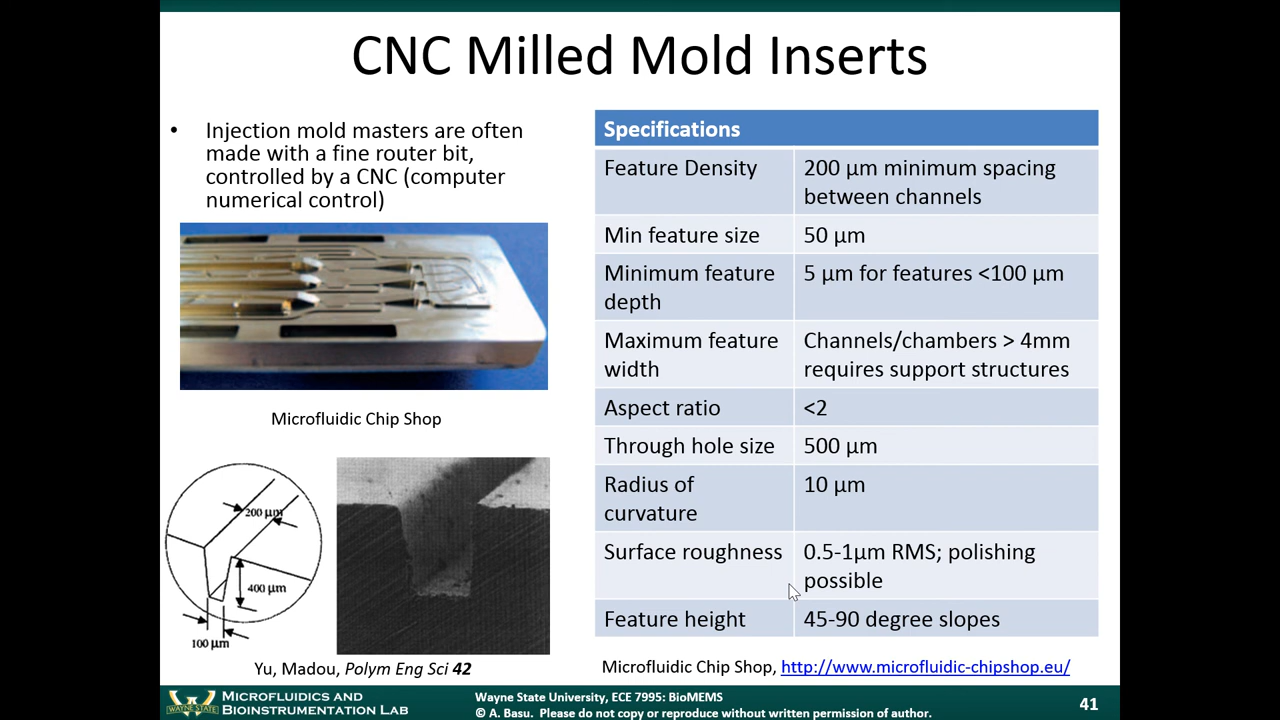 CNC Milled Mold Inserts
• Injection mold masters are often
made with a fine router bit,
controlled by a CNC (computer
numerical control)
Microfluidic Chip Shop
200 µm
400 µm
100 µm
Yu, Madou, Polym Eng Sci 42
Specifications
Feature Density
200 µm minimum spacing
between channels
Min feature size
50 µm
Minimum feature
depth
5 µm for features <100 µm
Maximum feature
width
Channels/chambers > 4mm
requires support structures
Aspect ratio
<2
Through hole size
500 µm
Radius of
curvature
10 µm
Surface roughness
0.5-1µm RMS; polishing
possible
Feature height
45-90 degree slopes
Microfluidic Chip Shop, http://www.microfluidic-chipshop.eu/
WAYNE STATE
MICROFLUIDICS AND
BIOINSTRUMENTATION LAB
Wayne State University, ECE 7995: BioMEMS
© A. Basu. Please do not copy or reproduce without written permission of author.
41